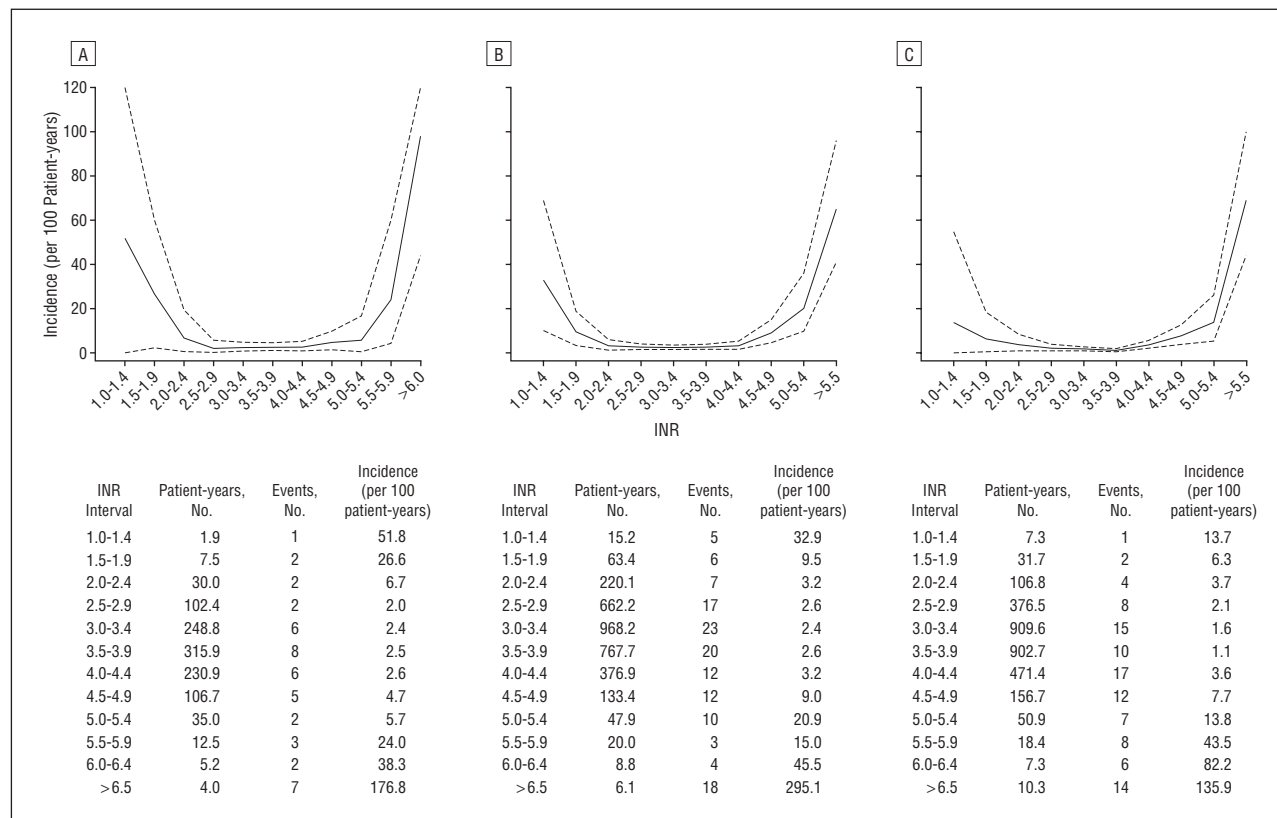 A
B
C
Incidence (per 100 Patient-years)
120
100
80
60
40
20
0
1.0-1.4
1.5-1.9
2.0-2.4
2.5-2.9
3.0-3.4
3.5-3.9
4.0-4.4
4.5-4.9
5.0-5.4
5.5-5.9
>6.0
1.0-1.4
1.5-1.9
2.0-2.4
2.5-2.9
3.0-3.4
3.5-3.9
4.0-4.4
4.5-4.9
5.0-5.4
>5.5
1.0-1.4
1.5-1.9
2.0-2.4
2.5-2.9
3.0-3.4
3.5-3.9
4.0-4.4
4.5-4.9
5.0-5.4
>5.5
INR
INR Interval Patient-years, No. Events, No. Incidence (per 100 patient-years)
1.0-1.4 1.9 1 51.8
1.5-1.9 7.5 2 26.6
2.0-2.4 30.0 2 6.7
2.5-2.9 102.4 2 2.0
3.0-3.4 248.8 6 2.4
3.5-3.9 315.9 8 2.5
4.0-4.4 230.9 6 2.6
4.5-4.9 106.7 5 4.7
5.0-5.4 35.0 2 5.7
5.5-5.9 12.5 3 24.0
6.0-6.4 5.2 2 38.3
>6.5 4.0 7 176.8
INR Interval Patient-years, No. Events, No. Incidence (per 100 patient-years)
1.0-1.4 15.2 5 32.9
1.5-1.9 63.4 6 9.5
2.0-2.4 220.1 7 3.2
2.5-2.9 662.2 17 2.6
3.0-3.4 968.2 23 2.4
3.5-3.9 767.7 20 2.6
4.0-4.4 376.9 12 3.2
4.5-4.9 133.4 12 9.0
5.0-5.4 47.9 10 20.9
5.5-5.9 20.0 3 15.0
6.0-6.4 8.8 4 45.5
>6.5 6.1 18 295.1
INR Interval Patient-years, No. Events, No. Incidence (per 100 patient-years)
1.0-1.4 7.3 1 13.7
1.5-1.9 31.7 2 6.3
2.0-2.4 106.8 4 3.7
2.5-2.9 376.5 8 2.1
3.0-3.4 909.6 15 1.6
3.5-3.9 902.7 10 1.1
4.0-4.4 471.4 17 3.6
4.5-4.9 156.7 12 7.7
5.0-5.4 50.9 7 13.8
5.5-5.9 18.4 8 43.5
6.0-6.4 7.3 6 82.2
>6.5 10.3 14 135.9